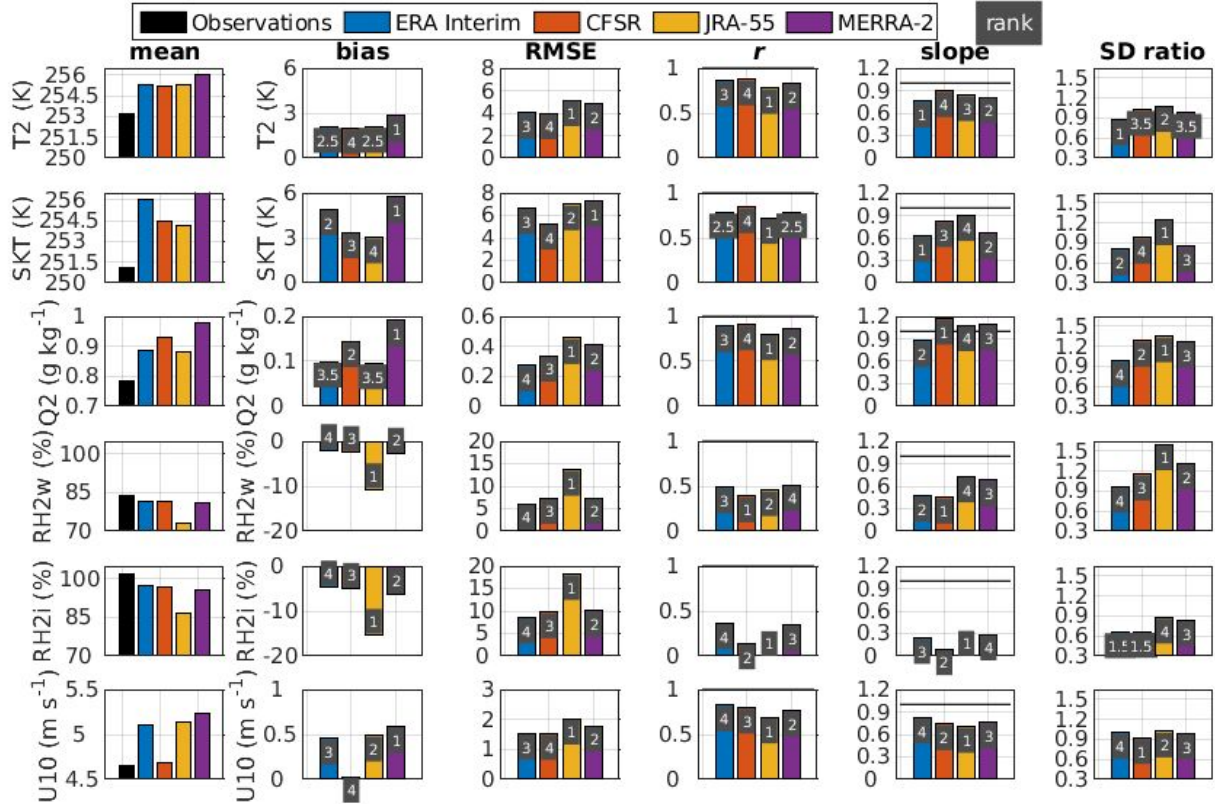 Observations ERA Interim CFSR JRA-55 MERRA-2 rank
mean bias RMSE r slope SD ratio
T2 (K) 256 254.5 253 251.5 250
T2 (K) 6 3 0 2.5 4 2.5 1
8 6 4 2 0 3 4 1 2
1 0.5 0 3 4 1 2
1.2 0.9 0.6 0.3 0 1 4 3 2
1.5 1.2 0.9 0.6 0.3 1 3.5 2 3.5
SKT (K) 256 254.5 253 251.5 250
SKT (K) 6 3 0 2 3 4 1
8 6 4 2 0 3 4 2 1
1 0.5 0 2.5 4 1 2.5
1.2 0.9 0.6 0.3 0 1 3 4 2
1.5 1.2 0.9 0.6 0.3 2 4 1 3
Q2 (g kg-1) 1 0.9 0.8 0.7
Q2 (g kg-1) 0.2 0.1 0 3.5 2 3.5 1
0.6 0.4 0.2 0 4 3 1 2
1 0.5 0 3 4 1 2
1.2 0.9 0.6 0.3 0 2 1 4 3
1.5 1.2 0.9 0.6 0.3 4 2 1 3
RH2w (%) 100 85 70
RH2w (%) 0 -10 -20 4 3 1 2
20 15 10 5 0 4 3 1 2
1 0.5 0 3 1 2 4
1.2 0.9 0.6 0.3 0 2 1 4 3
1.5 1.2 0.9 0.6 0.3 4 3 1 2
RH2i (%) 100 85 70
RH2i (%) 0 -10 -20 4 3 1 2
20 15 10 5 0 4 3 1 2
1 0.5 0 4 2 1 3
1.2 0.9 0.6 0.3 0 3 2 1 4
1.5 1.2 0.9 0.6 0.3 1.5 1.5 4 3
U10 (m s-1) 5.5 5 4.5
U10 (m s-1) 1 0.5 0 3 4 2 1
3 2 1 0 3 4 1 2
1 0.5 0 4 3 1 2
1.2 0.9 0.6 0.3 0 4 2 1 3
1.5 1.2 0.9 0.6 0.3 4 1 2 3